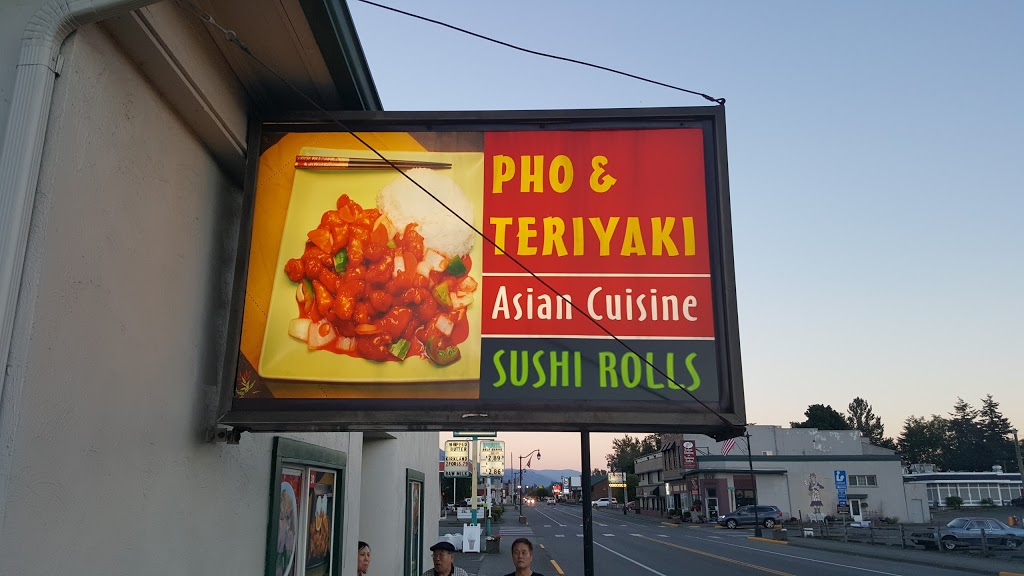 PHO &
TERIYAKI
Asian Cuisine
SUSHI ROLLS